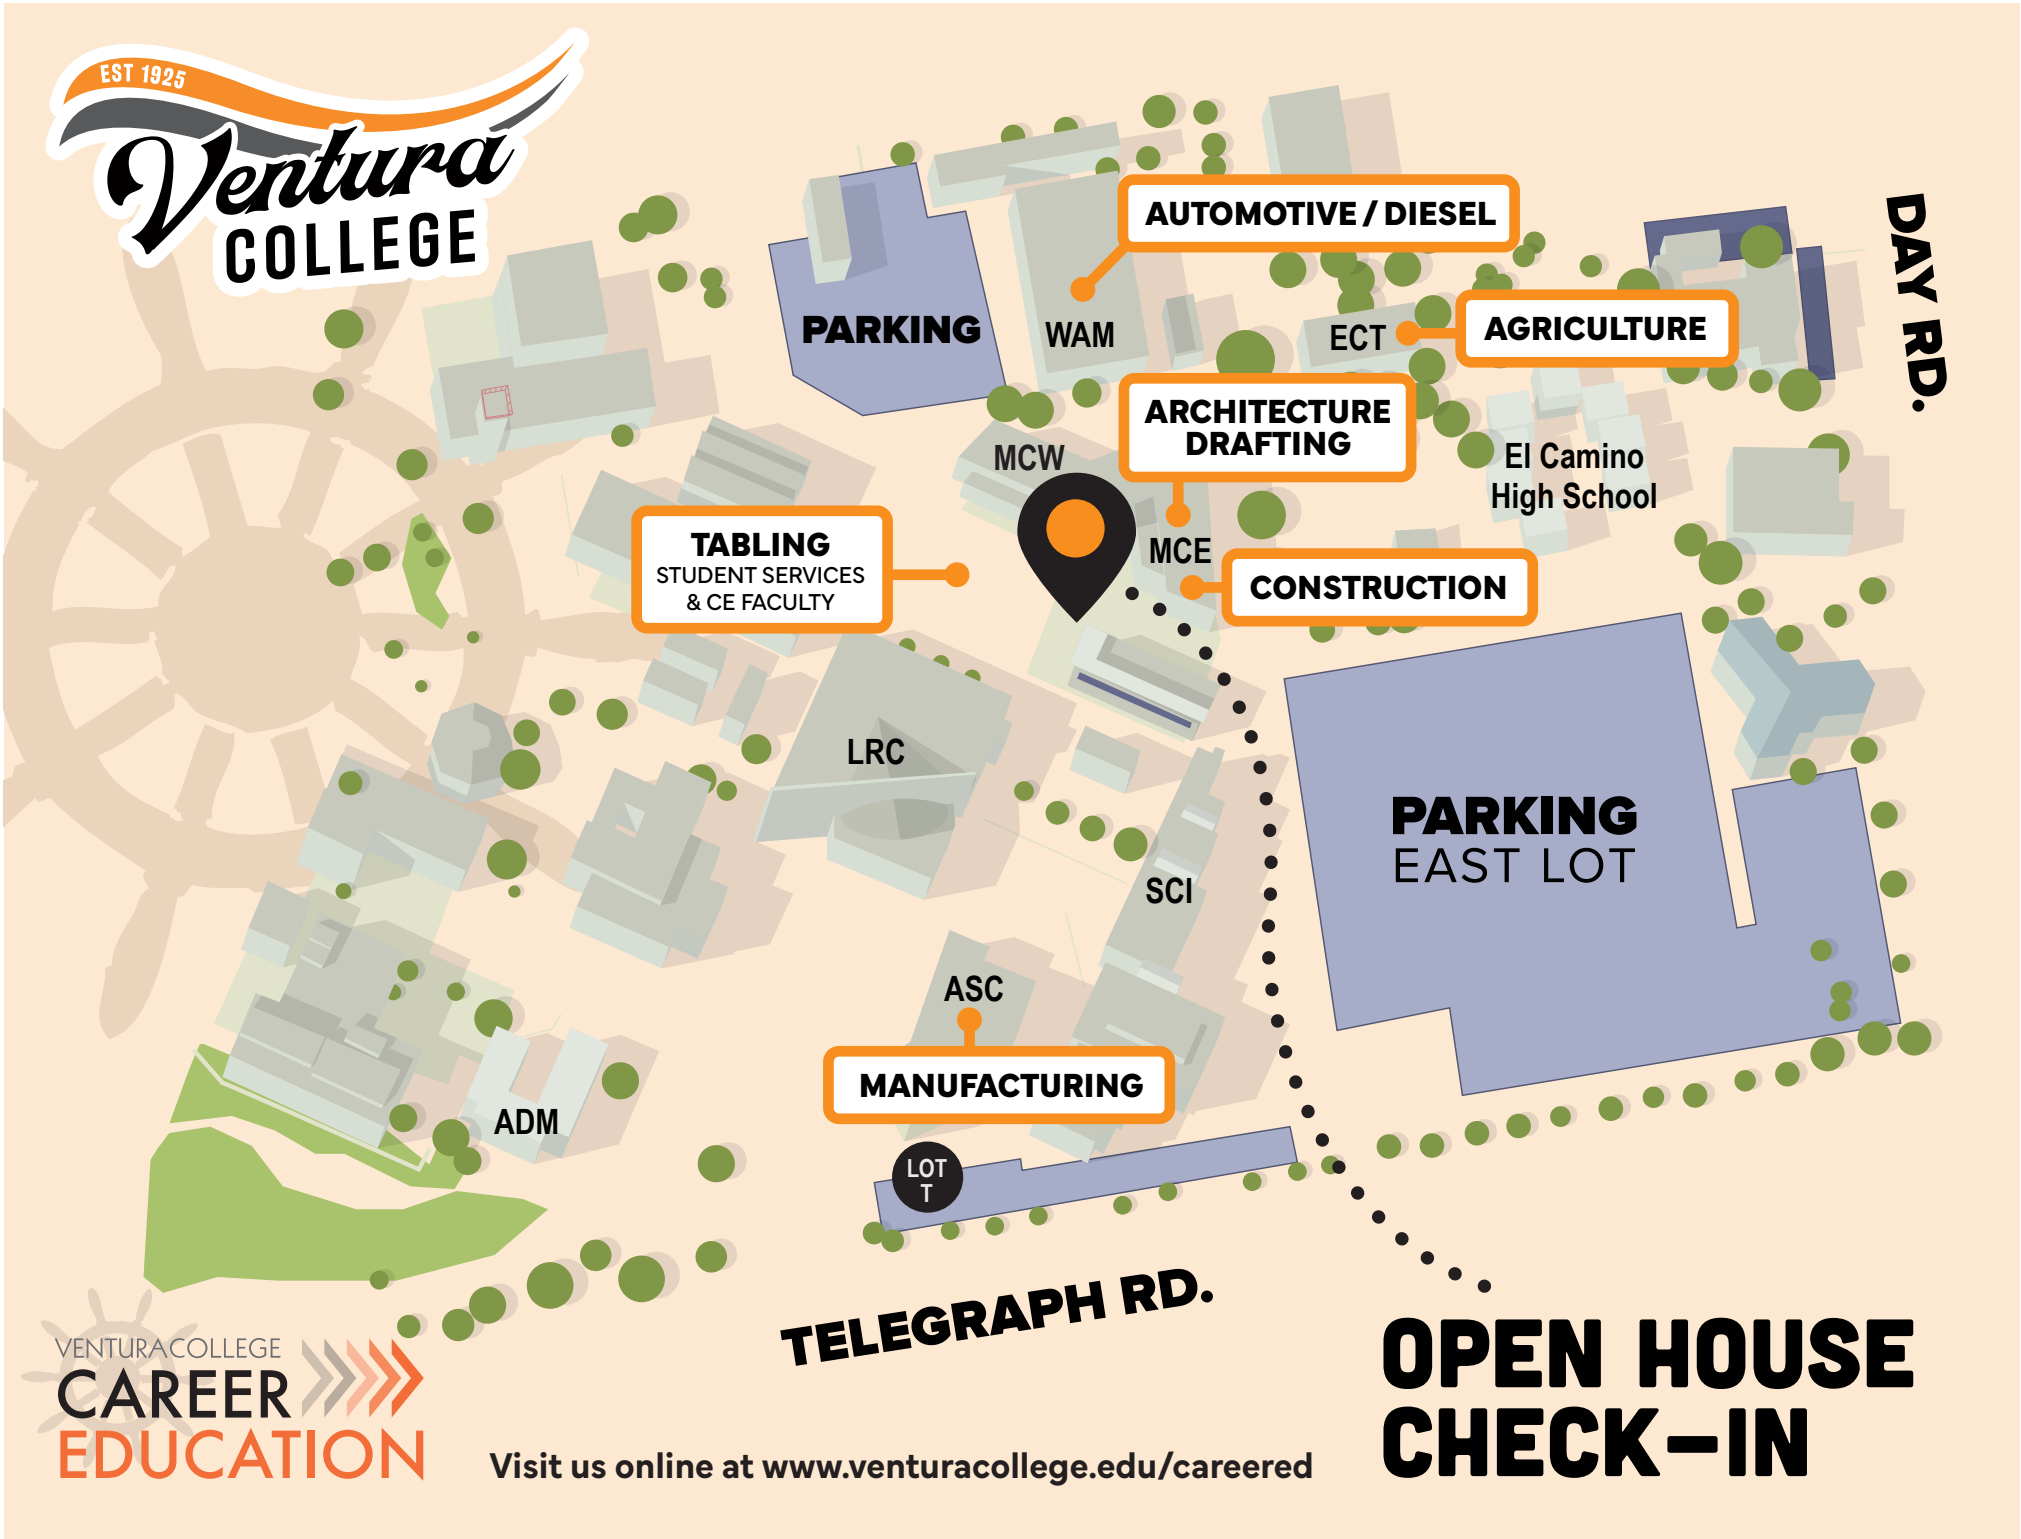 EST 1925
Ventura
COLLEGE
AUTOMOTIVE / DIESEL
DAY RD.
PARKING
WAM
ECT
AGRICULTURE
ARCHITECTURE
DRAFTING
MCW
El Camino
High School
TABLING
STUDENT SERVICES
& CE FACULTY
MCE
CONSTRUCTION
LRC
PARKING
EAST LOT
SCI
ASC
MANUFACTURING
ADM
LOT
T
TELEGRAPH RD.
OPEN HOUSE
CHECK-IN
VENTURA COLLEGE
CAREER
EDUCATION
Visit us online at www.venturacollege.edu/careered